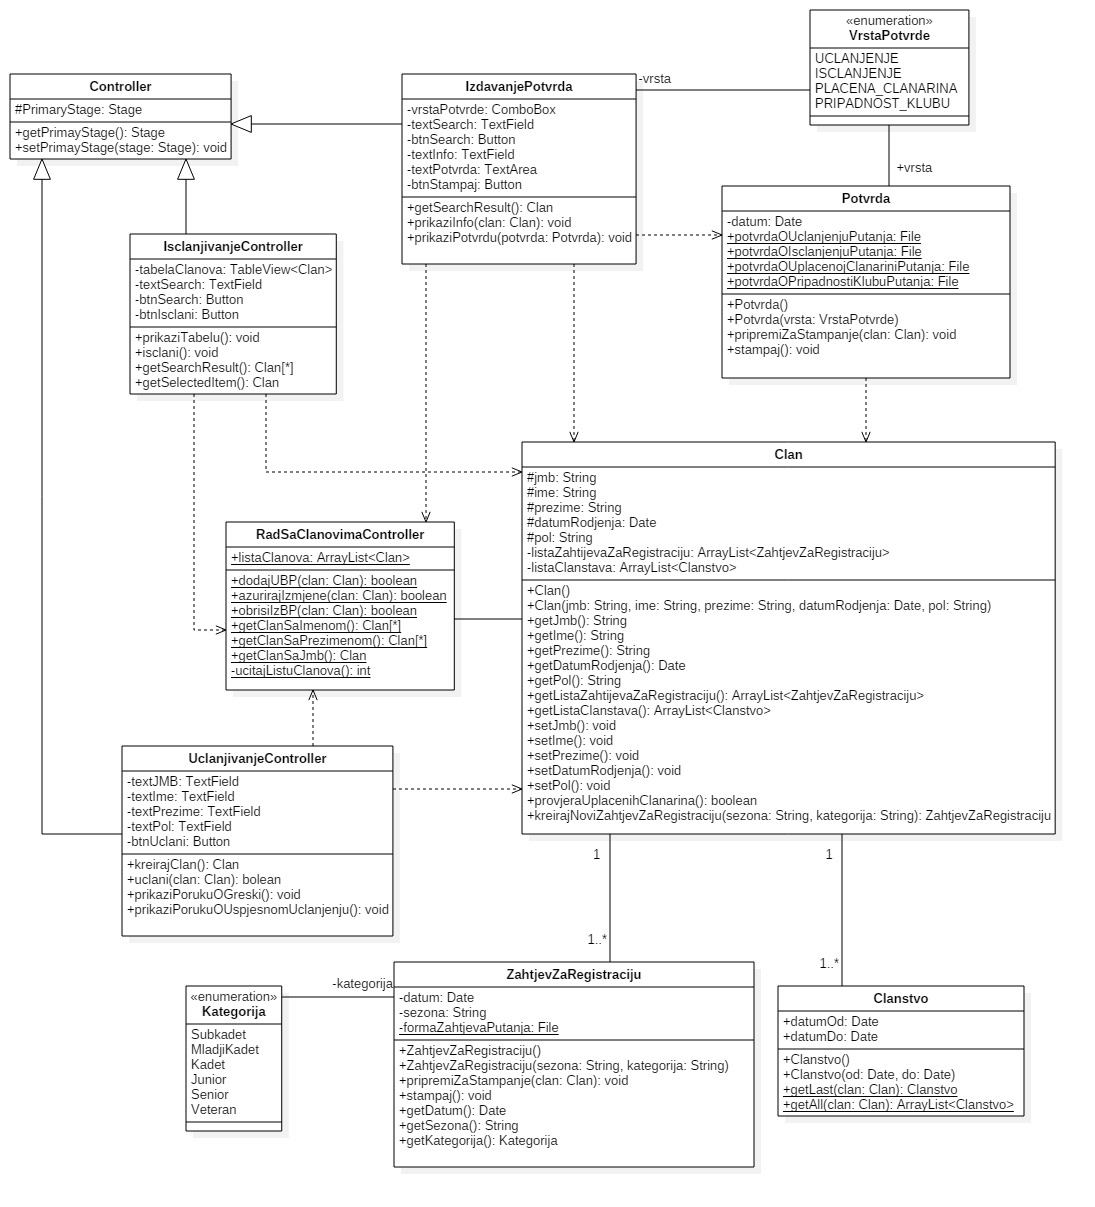 «enumeration»
VrstaPotvrde
UCLANJENJE
ISCLANJENJE
PLACENA_CLANARINA
PRIPADNOST_KLUBU
Controller
#PrimaryStage: Stage
+getPrimayStage(): Stage
+setPrimayStage(stage: Stage): void
IzdavanjePotvrda
-vrstaPotvrde: ComboBox
-textSearch: TextField
-btnSearch: Button
-textInfo: TextField
-textPotvrda: TextArea
-btnStampaj: Button
+getSearchResult(): Clan
+prikaziInfo(clan: Clan): void
+prikaziPotvrdu(potvrda: Potvrda): void
-vrsta
+vrsta
Potvrda
-datum: Date
+potvrdaOUclanjenjuPutanja: File
+potvrdaOIsclanjenjuPutanja: File
+potvrdaOUplacenojClanariniPutanja: File
+potvrdaOPripadnostiKlubuPutanja: File
+Potvrda()
+Potvrda(vrsta: VrstaPotvrde)
+pripremiZaStampanje(clan: Clan): void
+stampaj(): void
IsclanjivanjeController
-tabelaClanova: TableView<Clan>
-textSearch: TextField
-btnSearch: Button
-btnIsclani: Button
+prikaziTabelu(): void
+isclani(): void
+getSearchResult(): Clan[*]
+getSelectedItem(): Clan
Clan
#jmb: String
#ime: String
#prezime: String
#datumRodjenja: Date
#pol: String
-listaZahtijevaZaRegistraciju: ArrayList<ZahtjevZaRegistraciju>
-listaClanstava: ArrayList<Clanstvo>
+Clan()
+Clan(jmb: String, ime: String, prezime: String, datumRodjenja: Date, pol: String)
+getJmb(): String
+getIme(): String
+getPrezime(): String
+getDatumRodjenja(): Date
+getPol(): String
+getListaZahtijevaZaRegistraciju(): ArrayList<ZahtjevZaRegistraciju>
+getListaClanstava(): ArrayList<Clanstvo>
+setJmb(): void
+setIme(): void
+setPrezime(): void
+setDatumRodjenja(): void
+setPol(): void
+provjeraUplacenihClanarina(): boolean
+kreirajNoviZahtjevZaRegistraciju(sezona: String, kategorija: String): ZahtjevZaRegistraciju
RadSaClanovimaController
+listaClanova: ArrayList<Clan>
+dodajUBP(clan: Clan): boolean
+azurirajIzmjene(clan: Clan): boolean
+obrisiIzBP(clan: Clan): boolean
+getClanSaImenom(): Clan[*]
+getClanSaPrezimenom(): Clan[*]
+getClanSaJmb(): Clan
-ucitajListuClanova(): int
UclanjivanjeController
-textJMB: TextField
-textIme: TextField
-textPrezime: TextField
-textPol: TextField
-btnUclani: Button
+kreirajClan(): Clan
+uclani(clan: Clan): bolean
+prikaziPorukuOGreski(): void
+prikaziPorukuOUspjesnomUclanjenju(): void
1
1
1..*
1..*
-kategorija
«enumeration»
Kategorija
Subkadet
MladjiKadet
Kadet
Junior
Senior
Veteran
ZahtjevZaRegistraciju
-datum: Date
-sezona: String
-formaZahtjevaPutanja: File
+ZahtjevZaRegistraciju()
+ZahtjevZaRegistraciju(sezona: String, kategorija: String)
+pripremiZaStampanje(clan: Clan): void
+stampaj(): void
+getDatum(): Date
+getSezona(): String
+getKategorija(): Kategorija
Clanstvo
+datumOd: Date
+datumDo: Date
+Clanstvo()
+Clanstvo(od: Date, do: Date)
+getLast(clan: Clan): Clanstvo
+getAll(clan: Clan): ArrayList<Clanstvo>